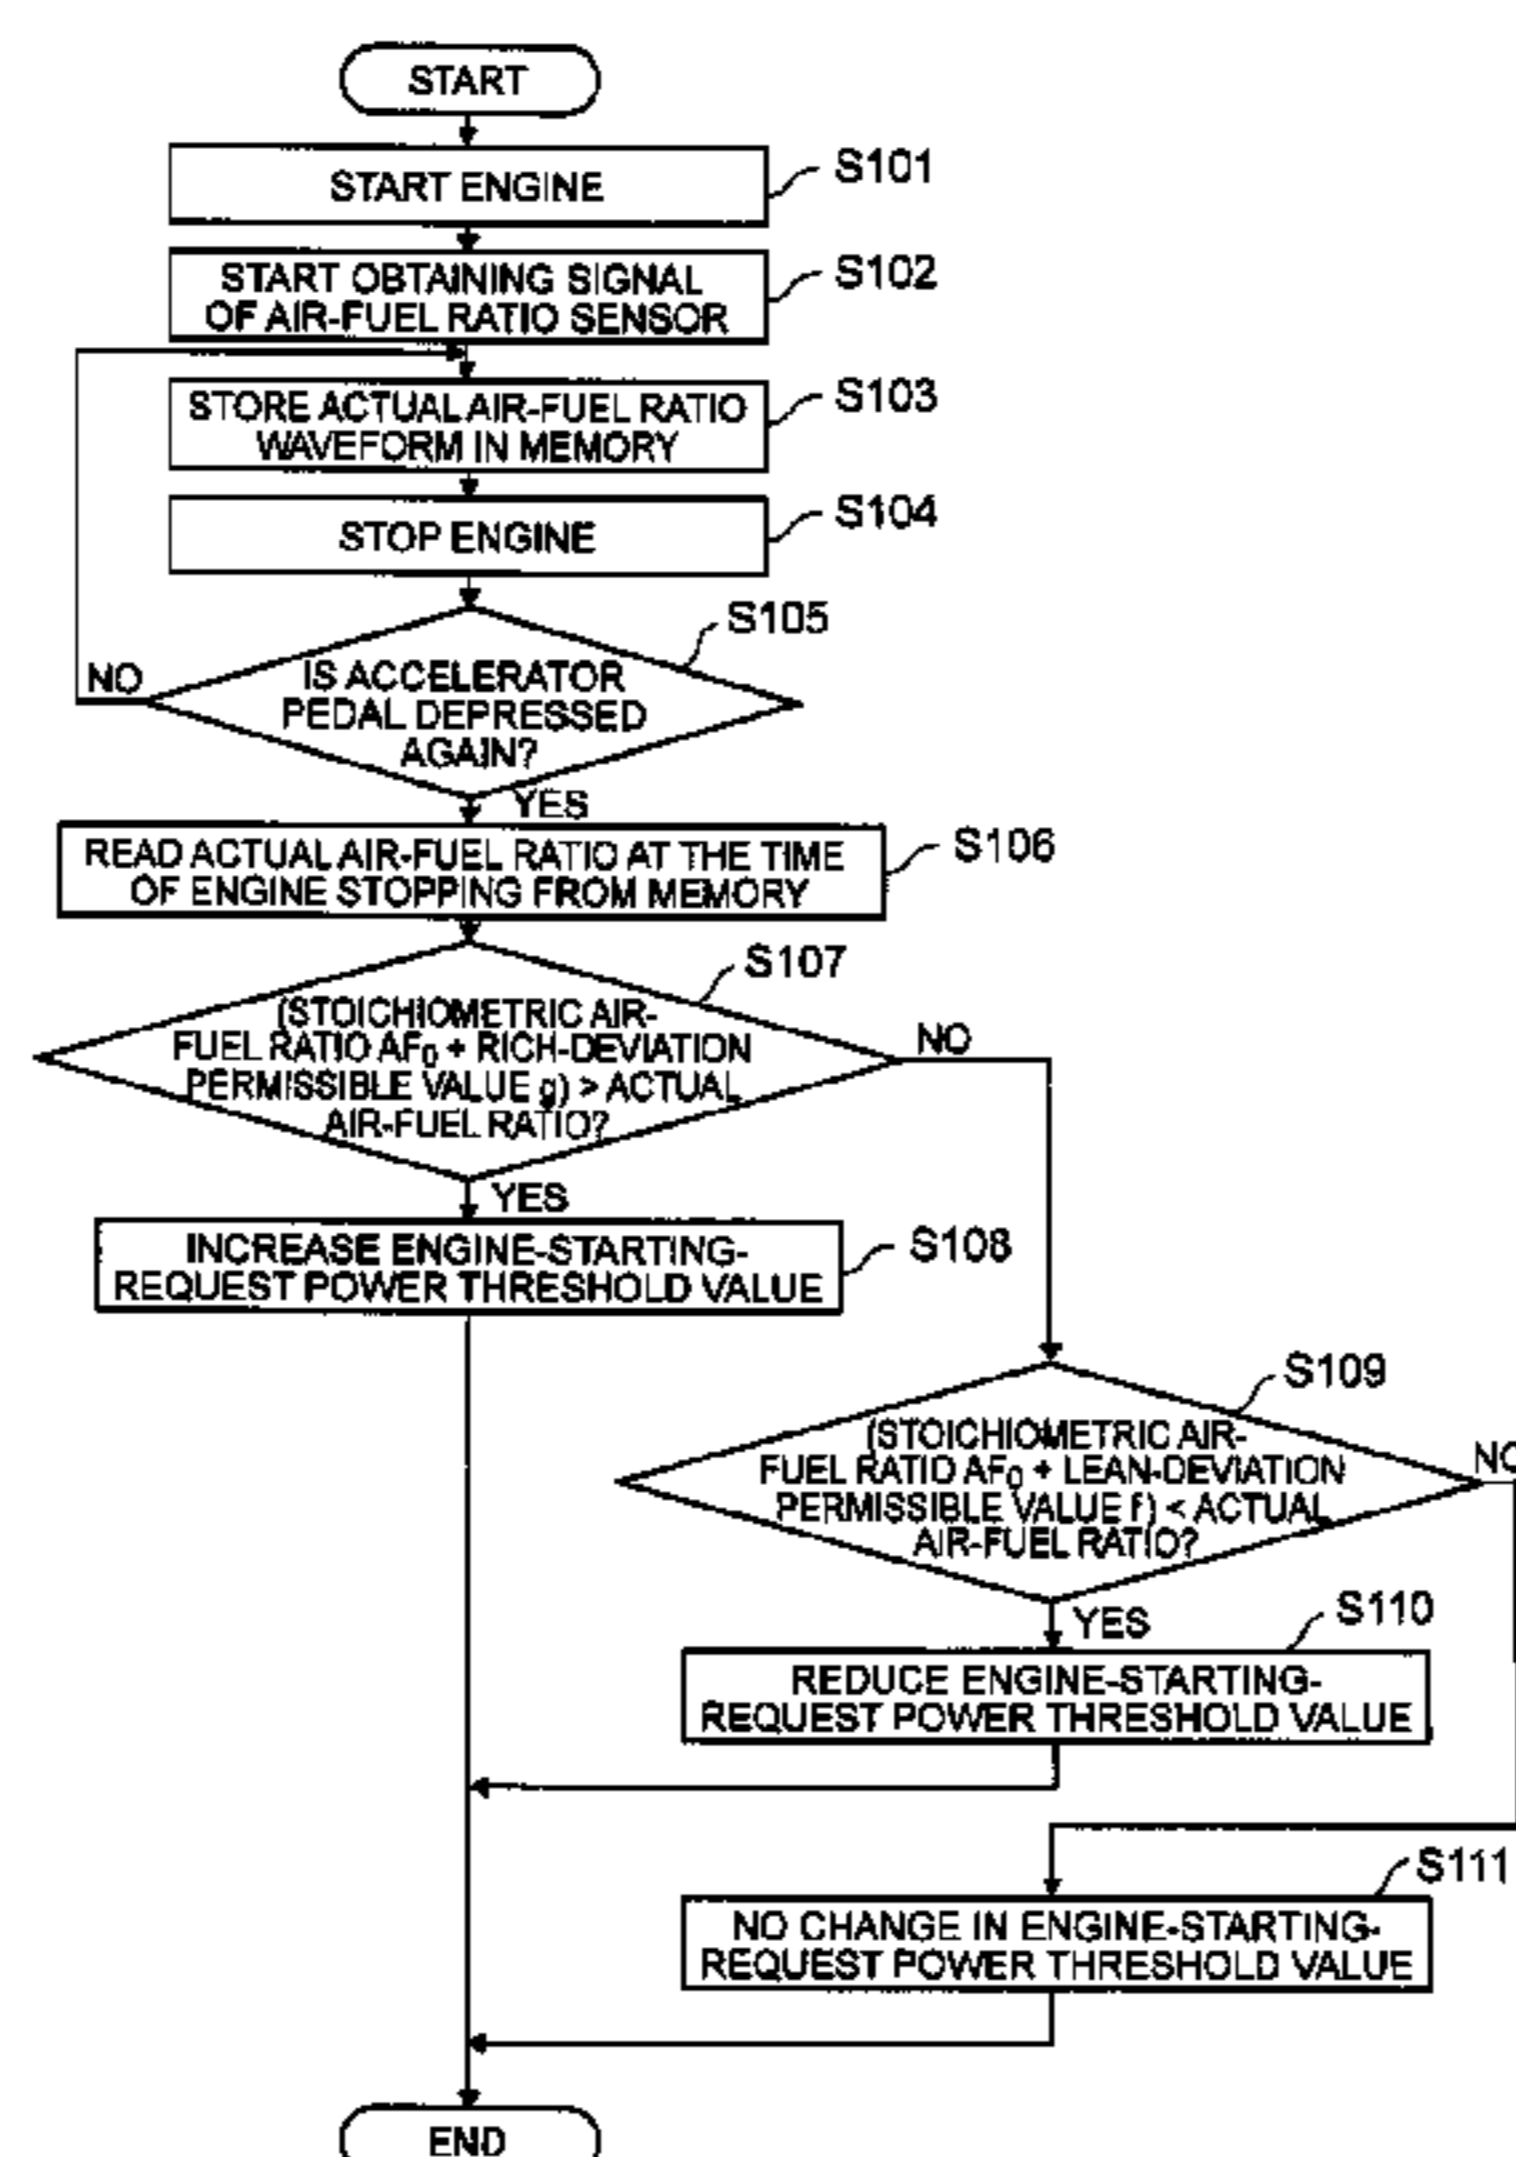 START
START ENGINE
S101
START OBTAINING SIGNAL
OF AIR-FUEL RATIO SENSOR
S102
STORE ACTUAL AIR-FUEL RATIO
WAVEFORM IN MEMORY
S103
STOP ENGINE
S104
S105
NO
IS ACCELERATOR
PEDAL DEPRESSED
AGAIN?
YES
READ ACTUAL AIR-FUEL RATIO AT THE TIME
OF ENGINE STOPPING FROM MEMORY
S106
S107
(STOICHIOMETRIC AIR-
FUEL RATIO AF₀ + RICH-DEVIATION
PERMISSIBLE VALUE g) > ACTUAL
AIR-FUEL RATIO?
NO
YES
INCREASE ENGINE-STARTING-
REQUEST POWER THRESHOLD VALUE
S108
S109
(STOICHIOMETRIC AIR-
FUEL RATIO AF₀ + LEAN-DEVIATION
PERMISSIBLE VALUE f) < ACTUAL
AIR-FUEL RATIO?
NO
YES
S110
REDUCE ENGINE-STARTING-
REQUEST POWER THRESHOLD VALUE
S111
NO CHANGE IN ENGINE-STARTING-
REQUEST POWER THRESHOLD VALUE
END